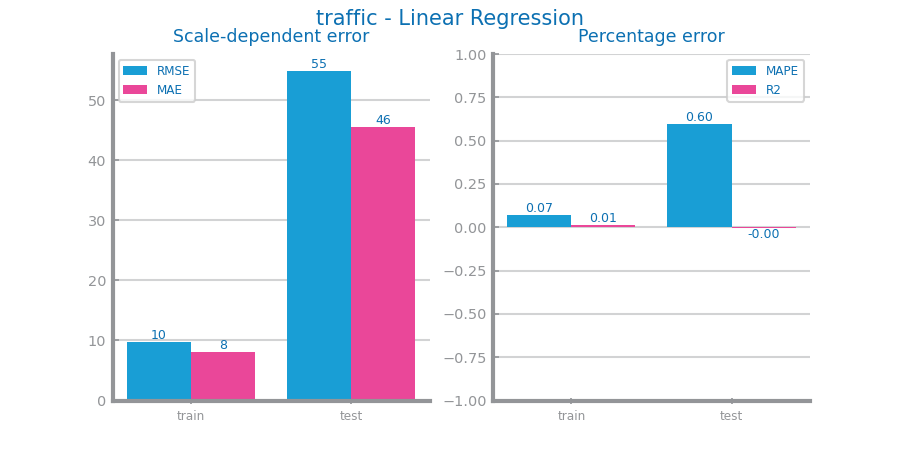 traffic - Linear Regression
Scale-dependent error
RMSE
MAE
55
46
10
8
50
40
30
20
10
0
train
test
Percentage error
MAPE
R2
1.00
0.75
0.50
0.25
0.00
−0.25
−0.50
−0.75
−1.00
0.07
0.01
0.60
-0.00
train
test